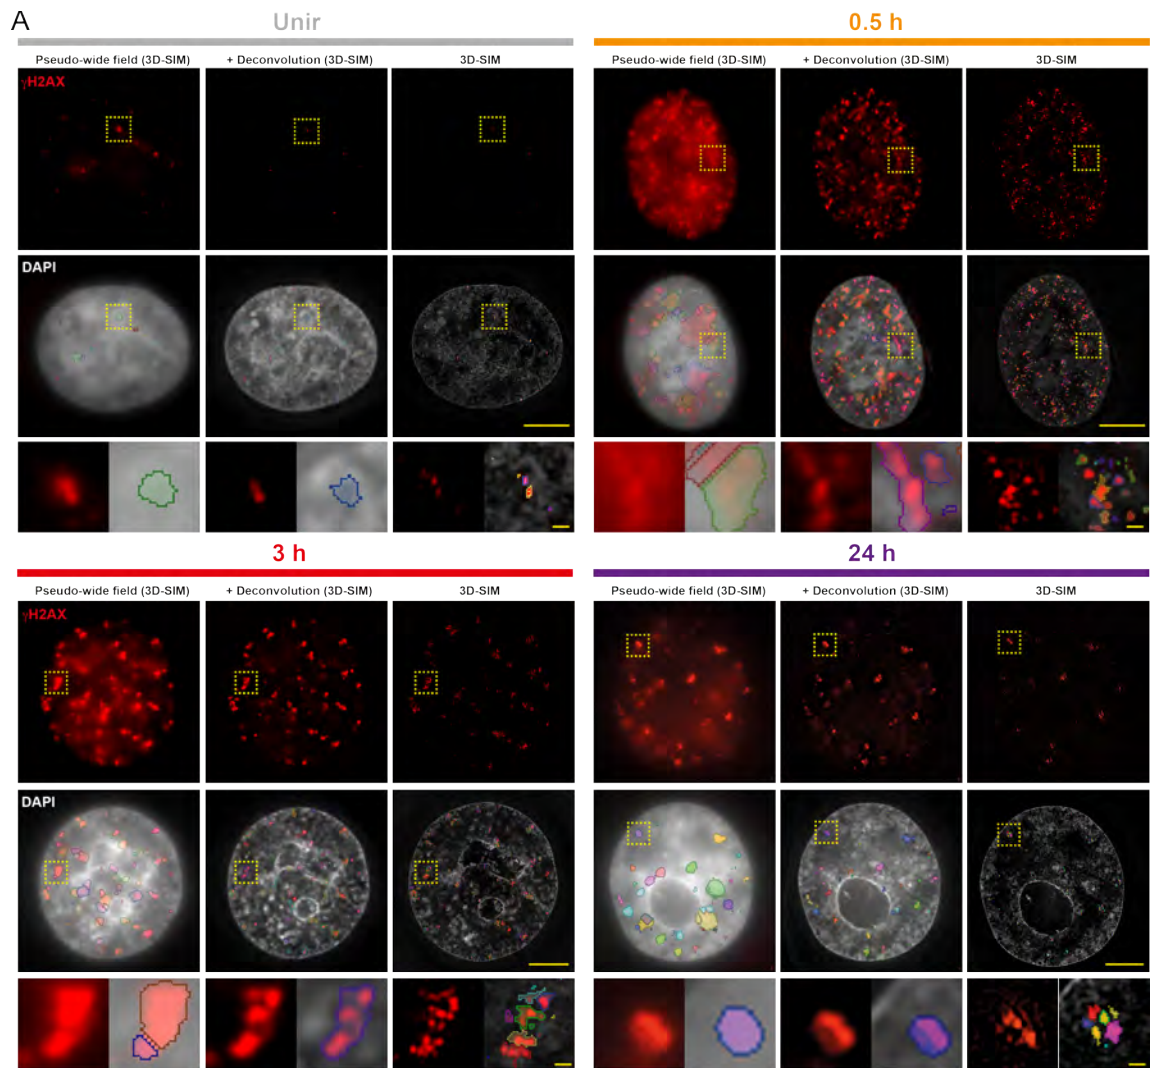 A
Unir
0.5 h
Pseudo-wide field (3D-SIM) + Deconvolution (3D-SIM) 3D-SIM
Pseudo-wide field (3D-SIM) + Deconvolution (3D-SIM) 3D-SIM
γH2AX
DAPI
3 h
24 h
Pseudo-wide field (3D-SIM) + Deconvolution (3D-SIM) 3D-SIM
Pseudo-wide field (3D-SIM) + Deconvolution (3D-SIM) 3D-SIM
γH2AX
DAPI